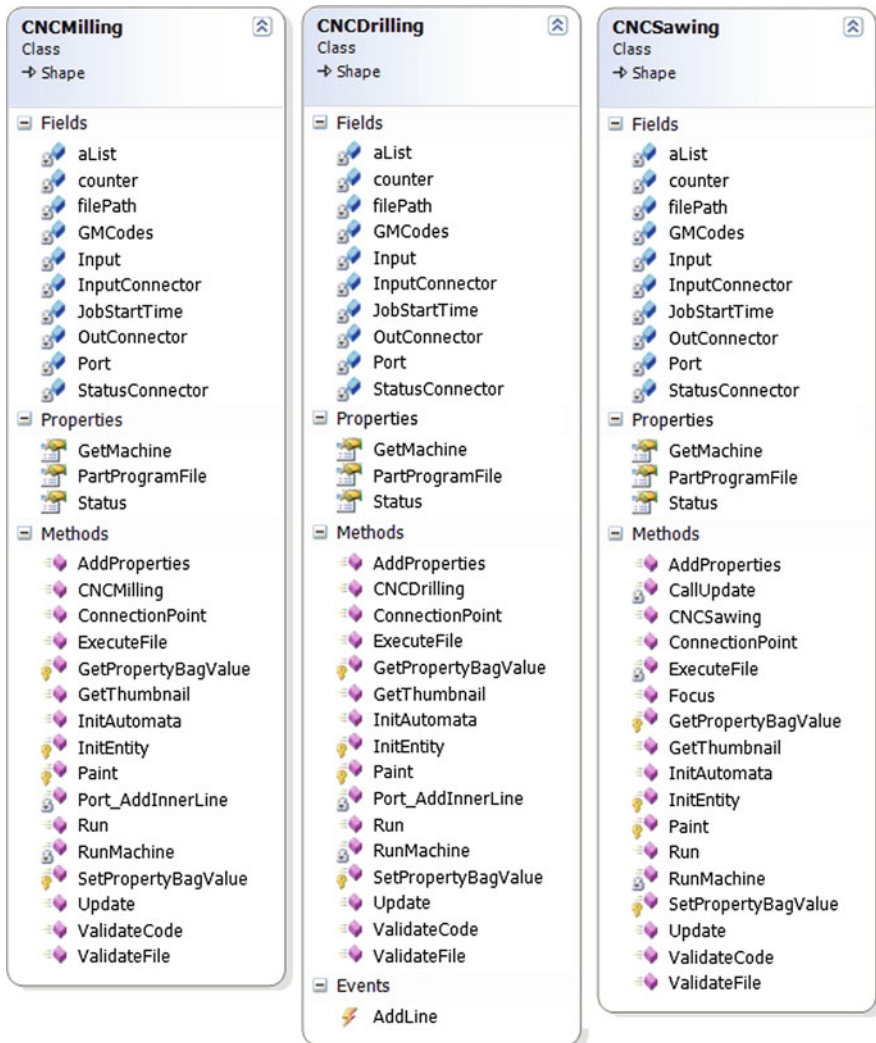 CNCMilling
Class
Shape
Fields
aList
counter
filePath
GMCodes
Input
InputConnector
JobStartTime
OutConnector
Port
StatusConnector
Properties
GetMachine
PartProgramFile
Status
Methods
AddProperties
CNCMilling
ConnectionPoint
ExecuteFile
GetPropertyBagValue
GetThumbnail
InitAutomata
InitEntity
Paint
Port_AddInnerLine
Run
RunMachine
SetPropertyBagValue
Update
ValidateCode
ValidateFile
CNCDrilling
Class
Shape
Fields
aList
counter
filePath
GMCodes
Input
InputConnector
JobStartTime
OutConnector
Port
StatusConnector
Properties
GetMachine
PartProgramFile
Status
Methods
AddProperties
CNCDrilling
ConnectionPoint
ExecuteFile
GetPropertyBagValue
GetThumbnail
InitAutomata
InitEntity
Paint
Port_AddInnerLine
Run
RunMachine
SetPropertyBagValue
Update
ValidateCode
ValidateFile
Events
AddLine
CNCSawing
Class
Shape
Fields
aList
counter
filePath
GMCodes
Input
InputConnector
JobStartTime
OutConnector
Port
StatusConnector
Properties
GetMachine
PartProgramFile
Status
Methods
AddProperties
CallUpdate
CNCSawing
ConnectionPoint
ExecuteFile
Focus
GetPropertyBagValue
GetThumbnail
InitAutomata
InitEntity
Paint
Run
RunMachine
SetPropertyBagValue
Update
ValidateCode
ValidateFile